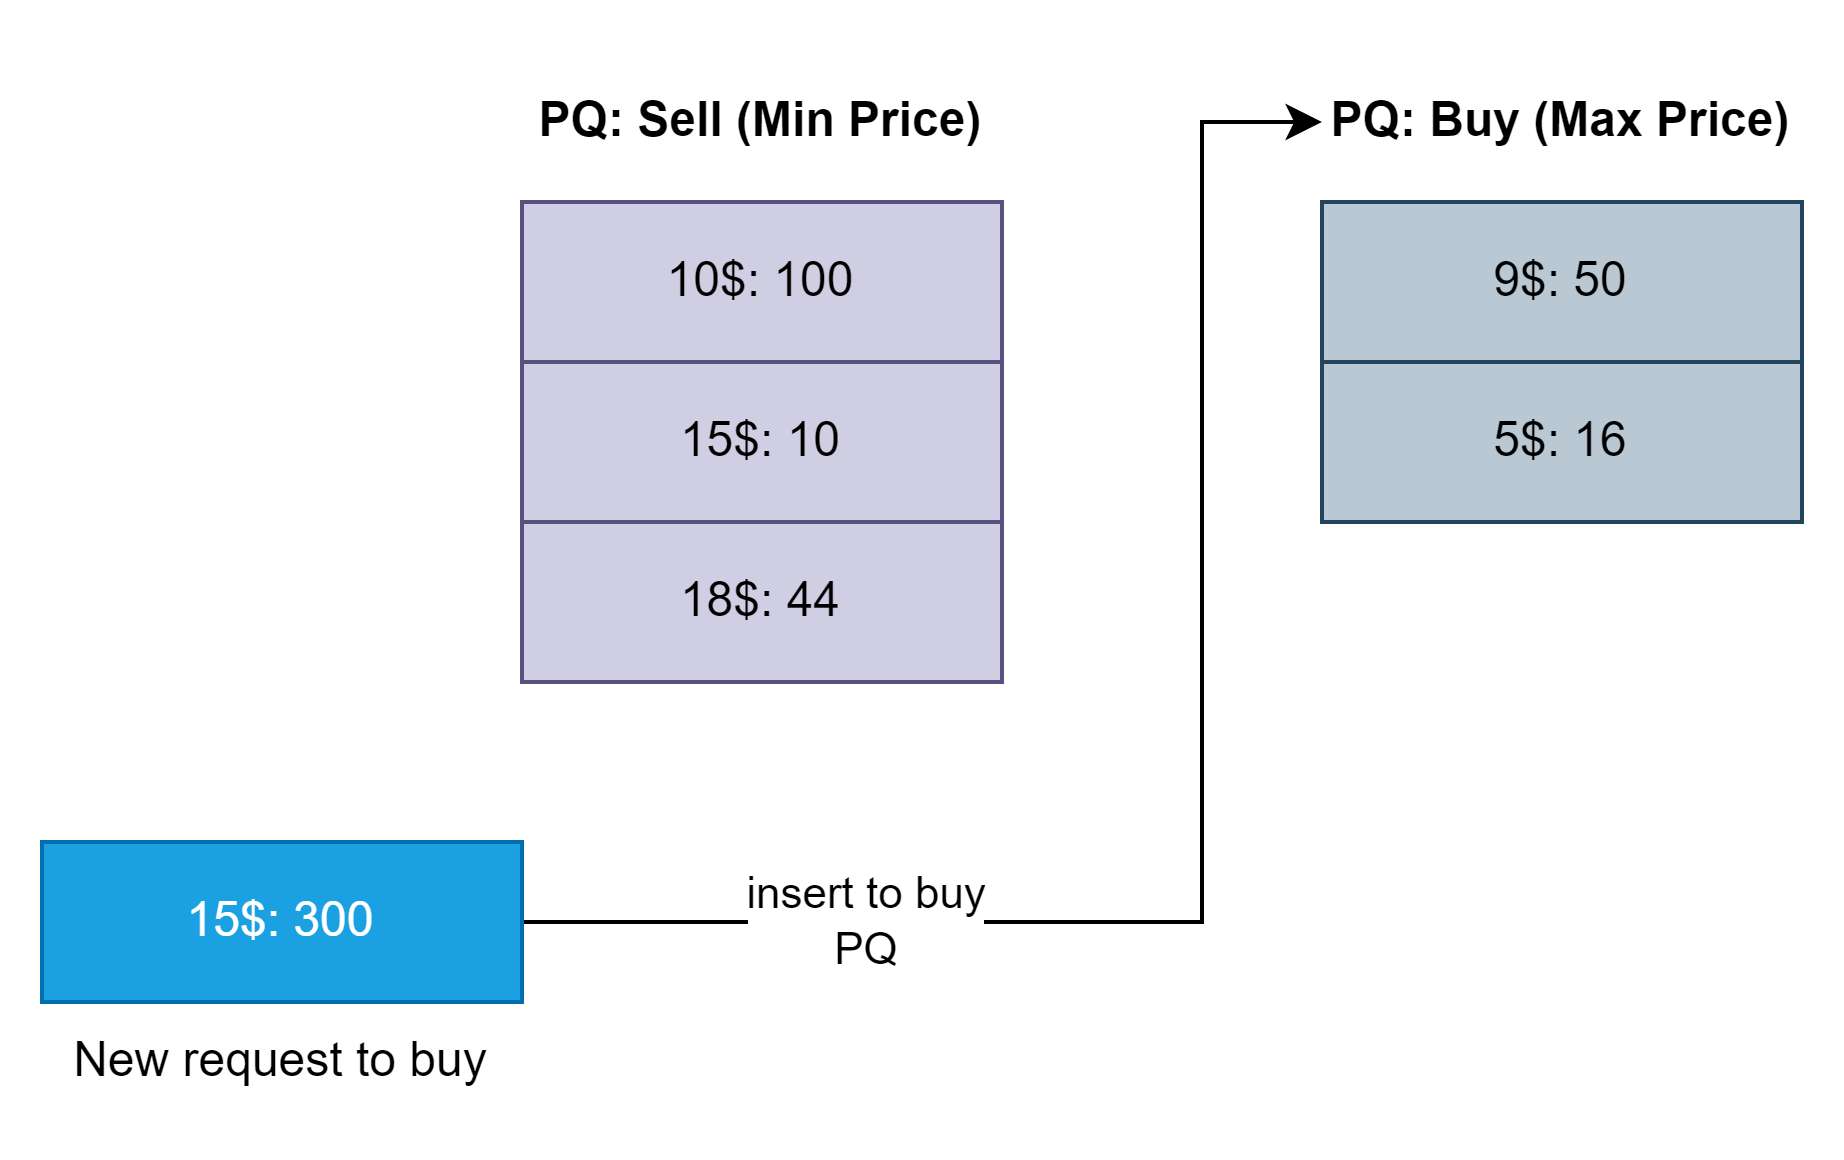 PQ: Sell (Min Price)
PQ: Buy (Max Price)
10$: 100
9$: 50
15$: 10
5$: 16
18$: 44
15$: 300
insert to buy
PQ
New request to buy